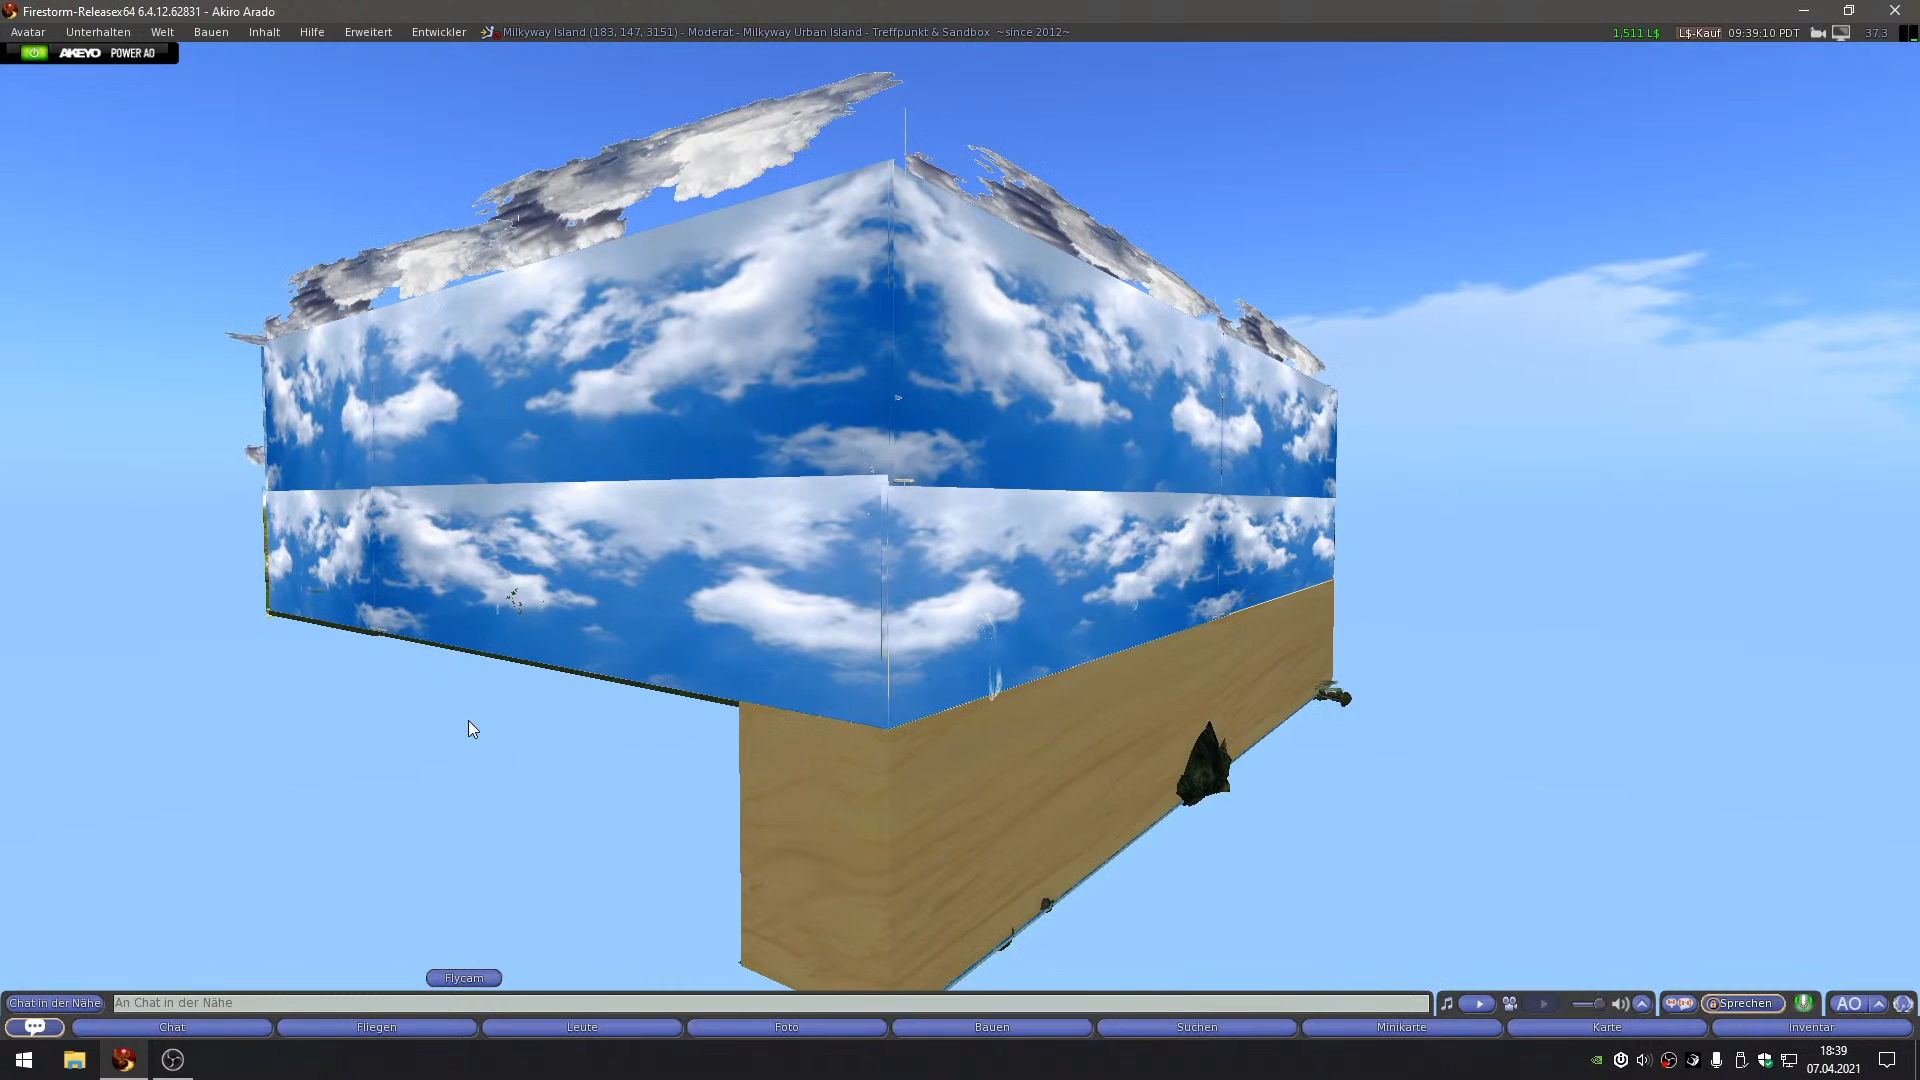 Firestorm-Releasex64 6.4.12.62831 - Akiro Arado
Avatar Unterhalten Welt Bauen Inhalt Hilfe Erweitert Entwickler Milkyway Island (183, 147, 3151) - Moderat - Milkyway Urban Island - Treffpunkt & Sandbox ~since 2012~ 1,511 L$ L$-Kauf 09:39:10 PDT 37.3
AKEYO POWER AO
Flycam
Chat in der Nähe An Chat in der Nähe Sprechen AO
Chat Fliegen Leute Foto Bauen Suchen Minikarte Karte Inventar
18:39
07.04.2021